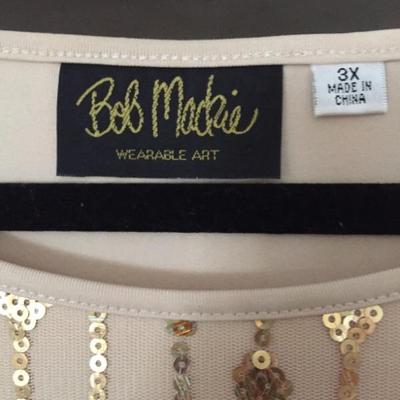 Bob Mackie
WEARABLE ART
3X
MADE IN
CHINA